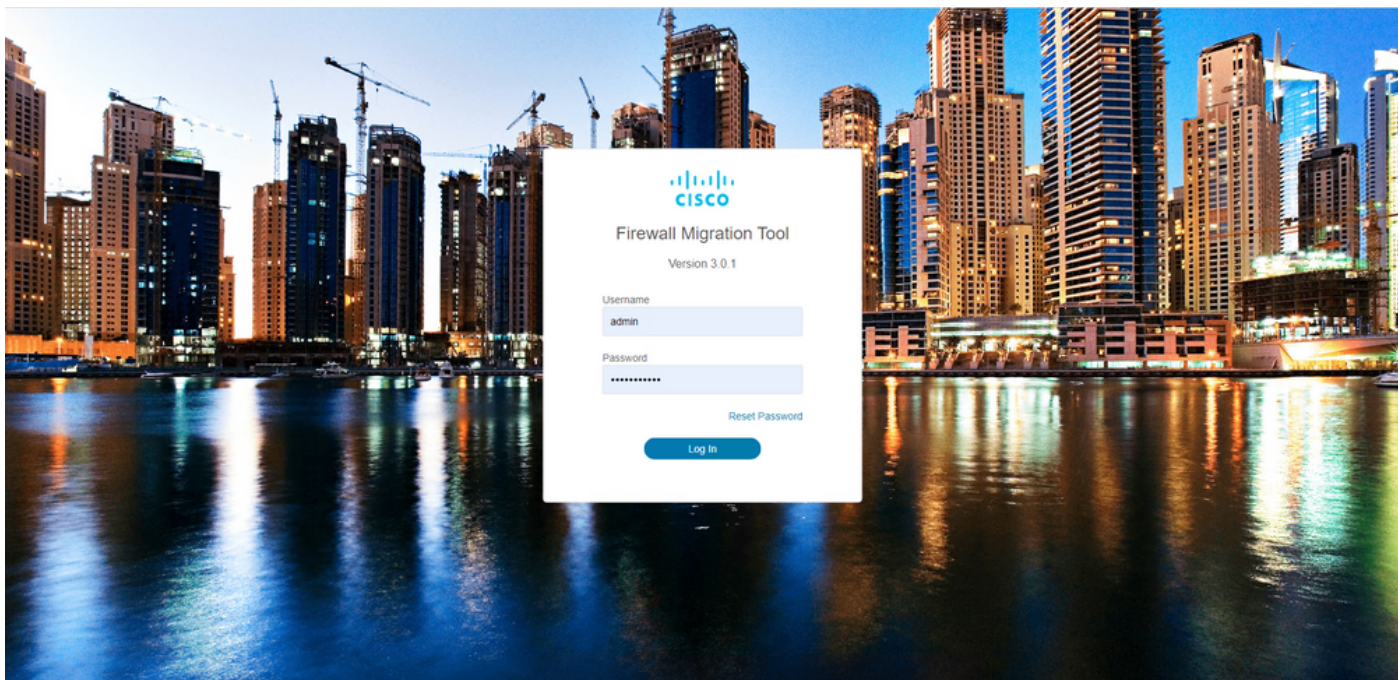 CISCO
Firewall Migration Tool
Version 3.0.1
Username
admin
Password
•••••••••••
Reset Password
Log In